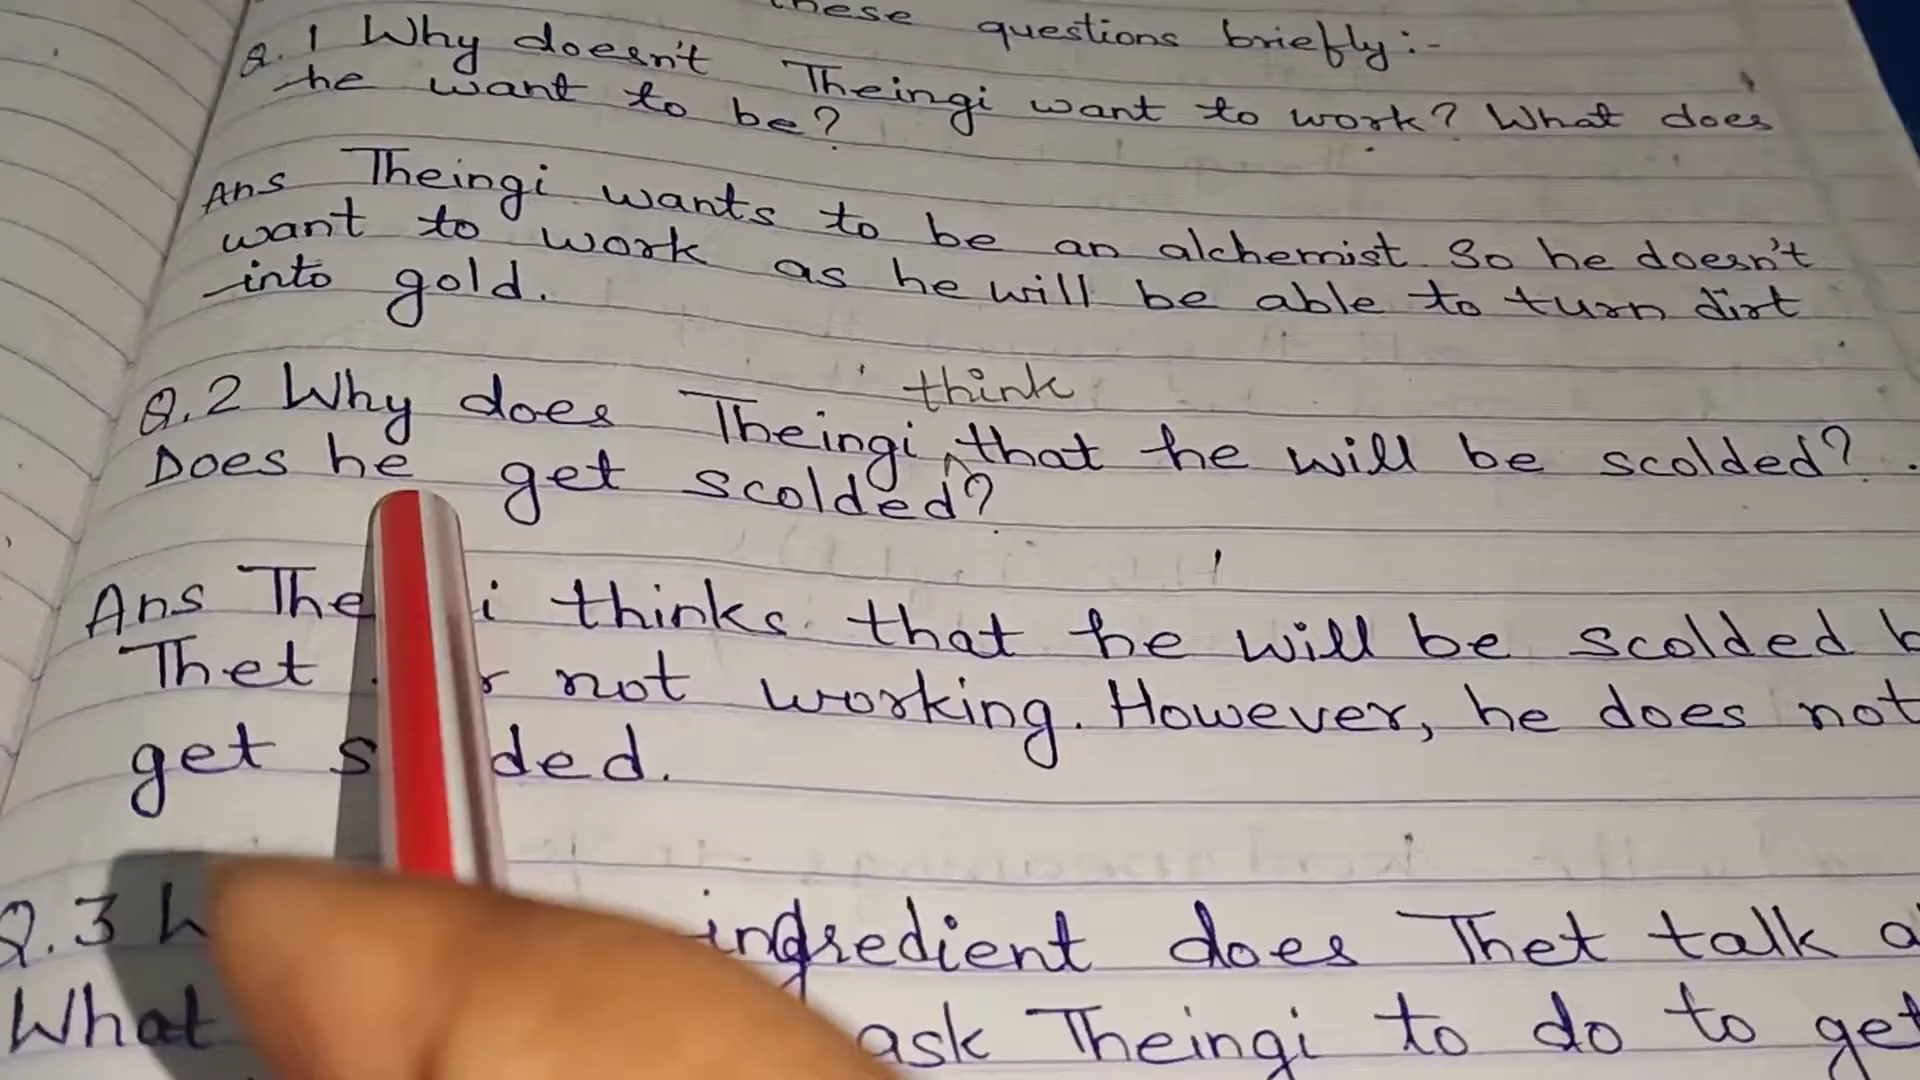 these questions briefly:-
Q.1 Why doesn't Theingi want to work? What does
he want to be?
Ans Theingi wants to be an alchemist. So he doesn't
want to work as he will be able to turn dirt
into gold.
think
Q.2 Why does Theingi that he will be scolded?
Does he get scolded?
Ans thinks that he will be scolded
Thet not working. However, he does not
get
Q.3 ingredient does Thet talk
What ask Theingi to do to get